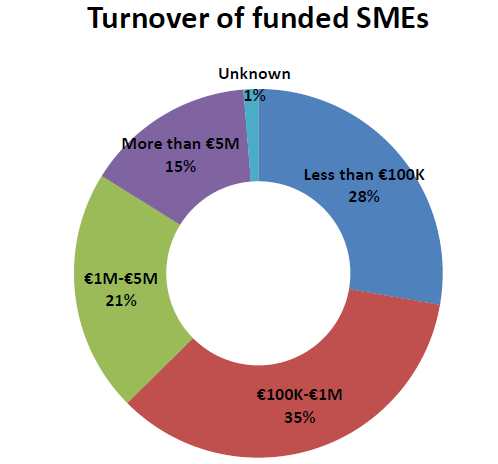 Turnover of funded SMEs
Unknown
1%
More than €5M
15%
Less than €100K
28%
€1M-€5M
21%
€100K-€1M
35%